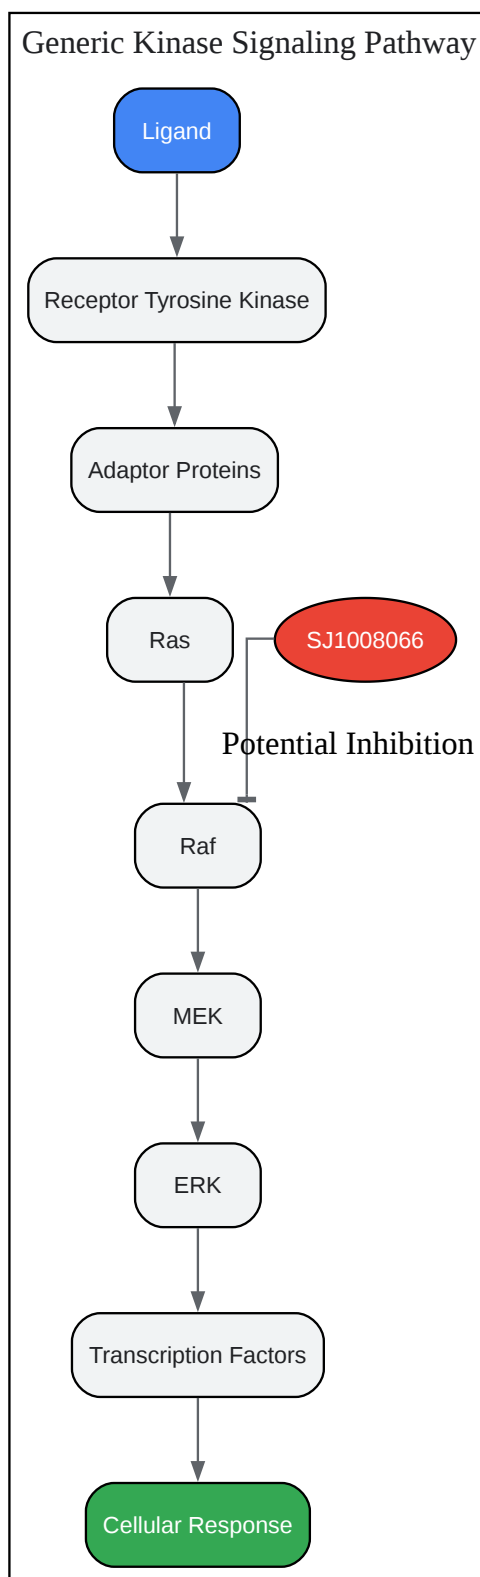 Generic Kinase Signaling Pathway
Ligand
Receptor Tyrosine Kinase
Adaptor Proteins
Ras
SJ1008066
Potential Inhibition
Raf
MEK
ERK
Transcription Factors
Cellular Response